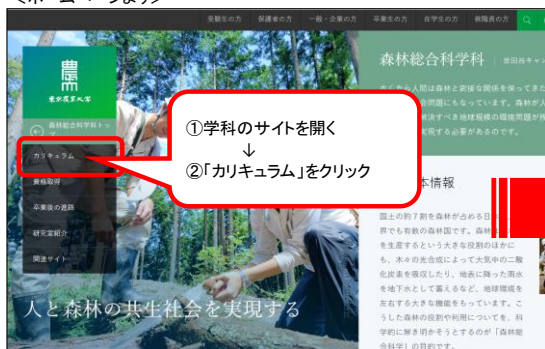 受験生の方 保護者の方 一般・企業の方 卒業生の方 在学生の方 教職員の方
農
東京農業大学
森林総合科学科トップ
カリキュラム
資格取得
卒業後の進路
研究室紹介
関連サイト
①学科のサイトを開く
↓
②「カリキュラム」をクリック
人と森林の共生社会を実現する
森林総合科学科
本情報
国土の約7割を森林が占める日
界でも有数の森林国です。森林
を生産するという大きな役割のほかに
も、木々の光合成によって大気中の二酸
化炭素を吸収したり、地表に降った雨水
を地下水として蓄えるなど、地球環境を
左右する大きな機能をもっています。こ
うした森林の役割や利用についてを、科
学的に解き明かそうとするのが「森林総
合科学」の目的です。